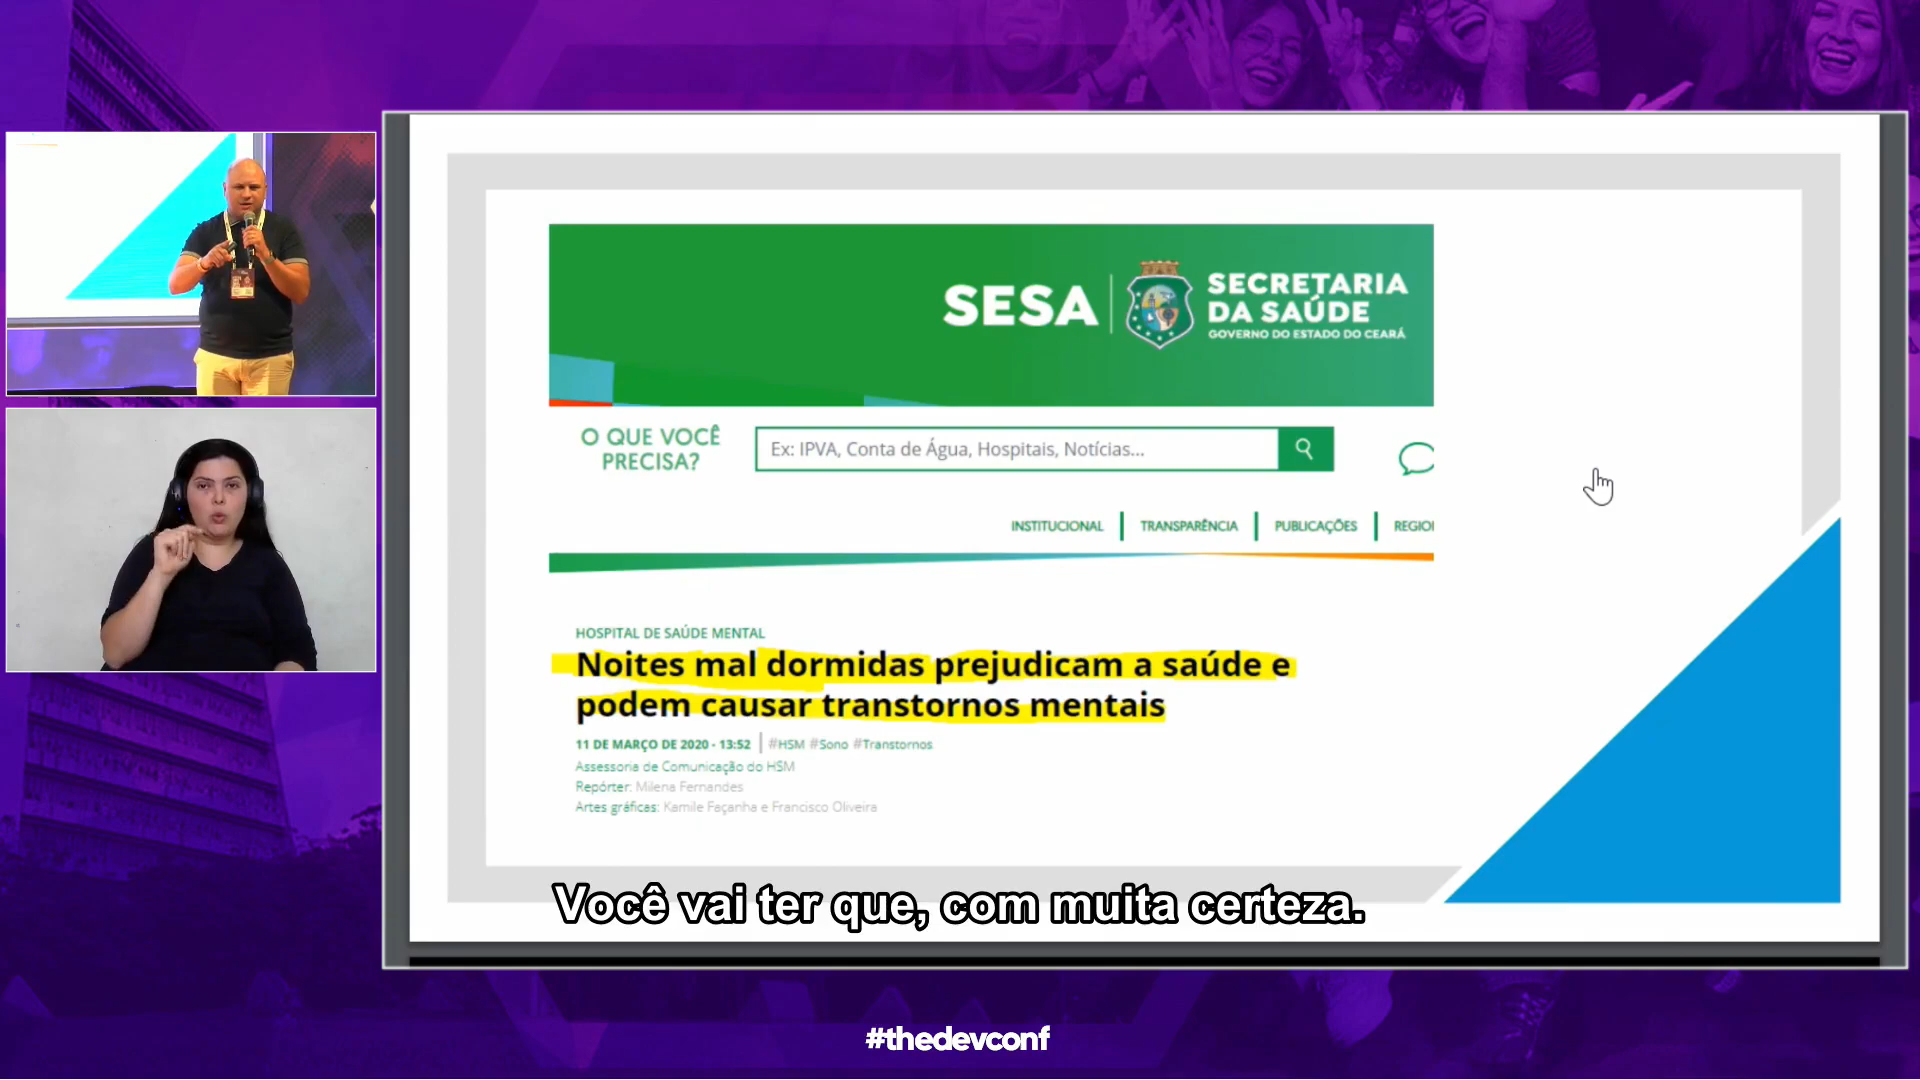 SESA
SECRETARIA
DA SAÚDE
GOVERNO DO ESTADO DO CEARÁ
O QUE VOCÊ
PRECISA?
Ex: IPVA, Conta de Água, Hospitais, Notícias...
INSTITUCIONAL TRANSPARÊNCIA PUBLICAÇÕES REGIO
HOSPITAL DE SAÚDE MENTAL
Noites mal dormidas prejudicam a saúde e
podem causar transtornos mentais
11 DE MARÇO DE 2020 - 13:52 #HSM #Sono #Transtornos
Assessoria de Comunicação do HSM
Repórter: Milena Fernandes
Artes gráficas: Kamile Façanha e Francisco Oliveira
Você vai ter que, com muita certeza.
#thedevconf